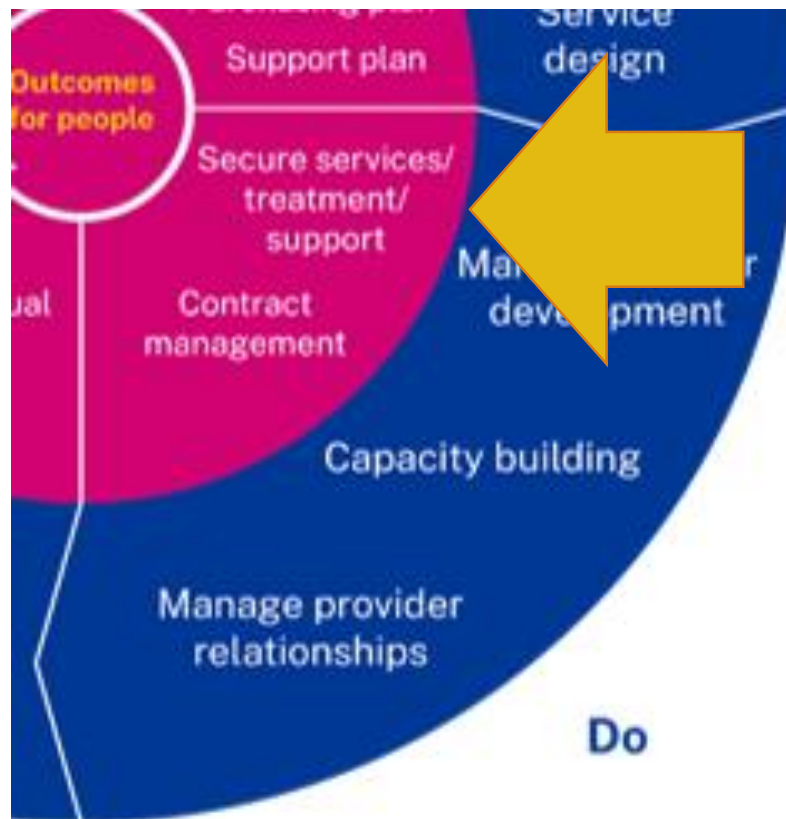 Service
design
Support plan
Outcomes
for people
Secure services/
treatment/
support
Contract
management
development
Capacity building
Manage provider
relationships
Do